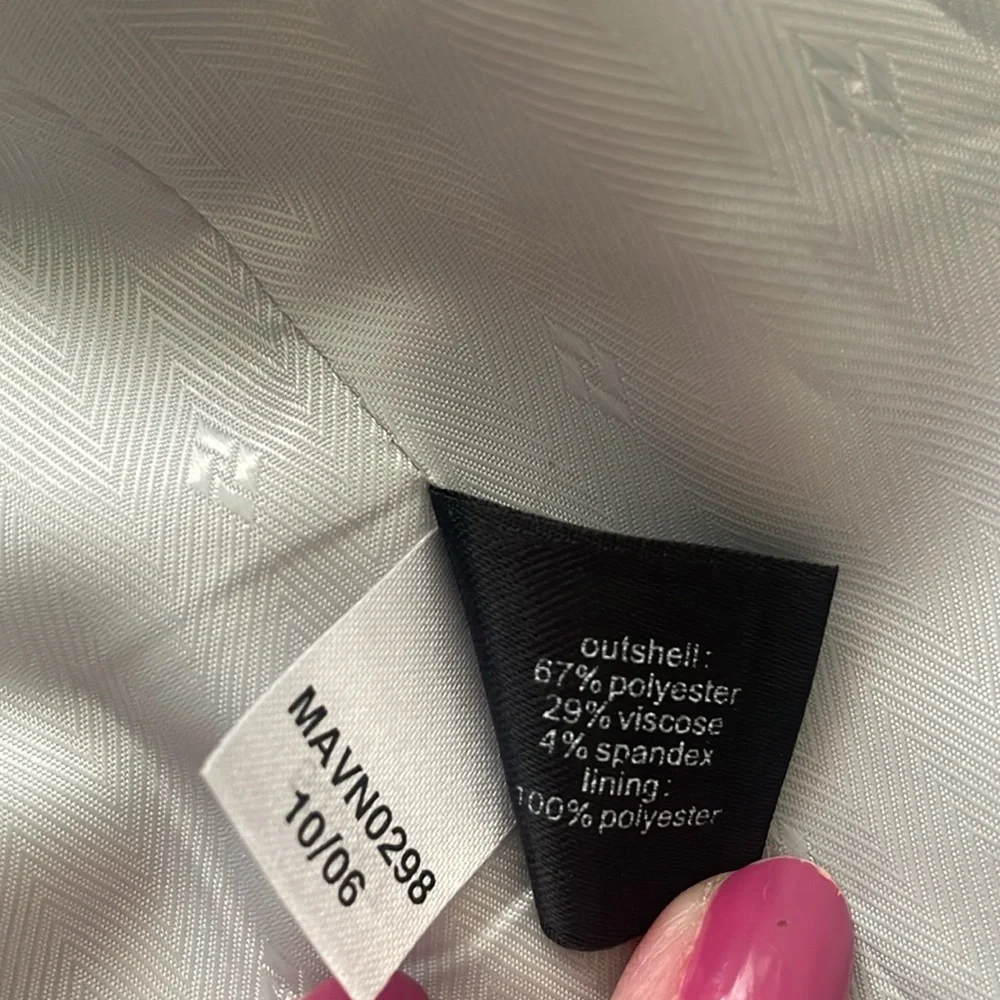 MAVN0298
10/06
outshell:
67% polyester
29% viscose
4% spandex
lining:
100% polyester